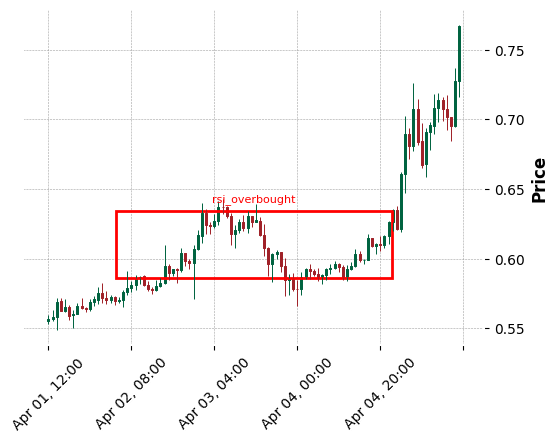 0.75
0.70
rsi_overbought
0.65
0.60
0.55
Price
Apr 01, 12:00
Apr 02, 08:00
Apr 03, 04:00
Apr 04, 00:00
Apr 04, 20:00